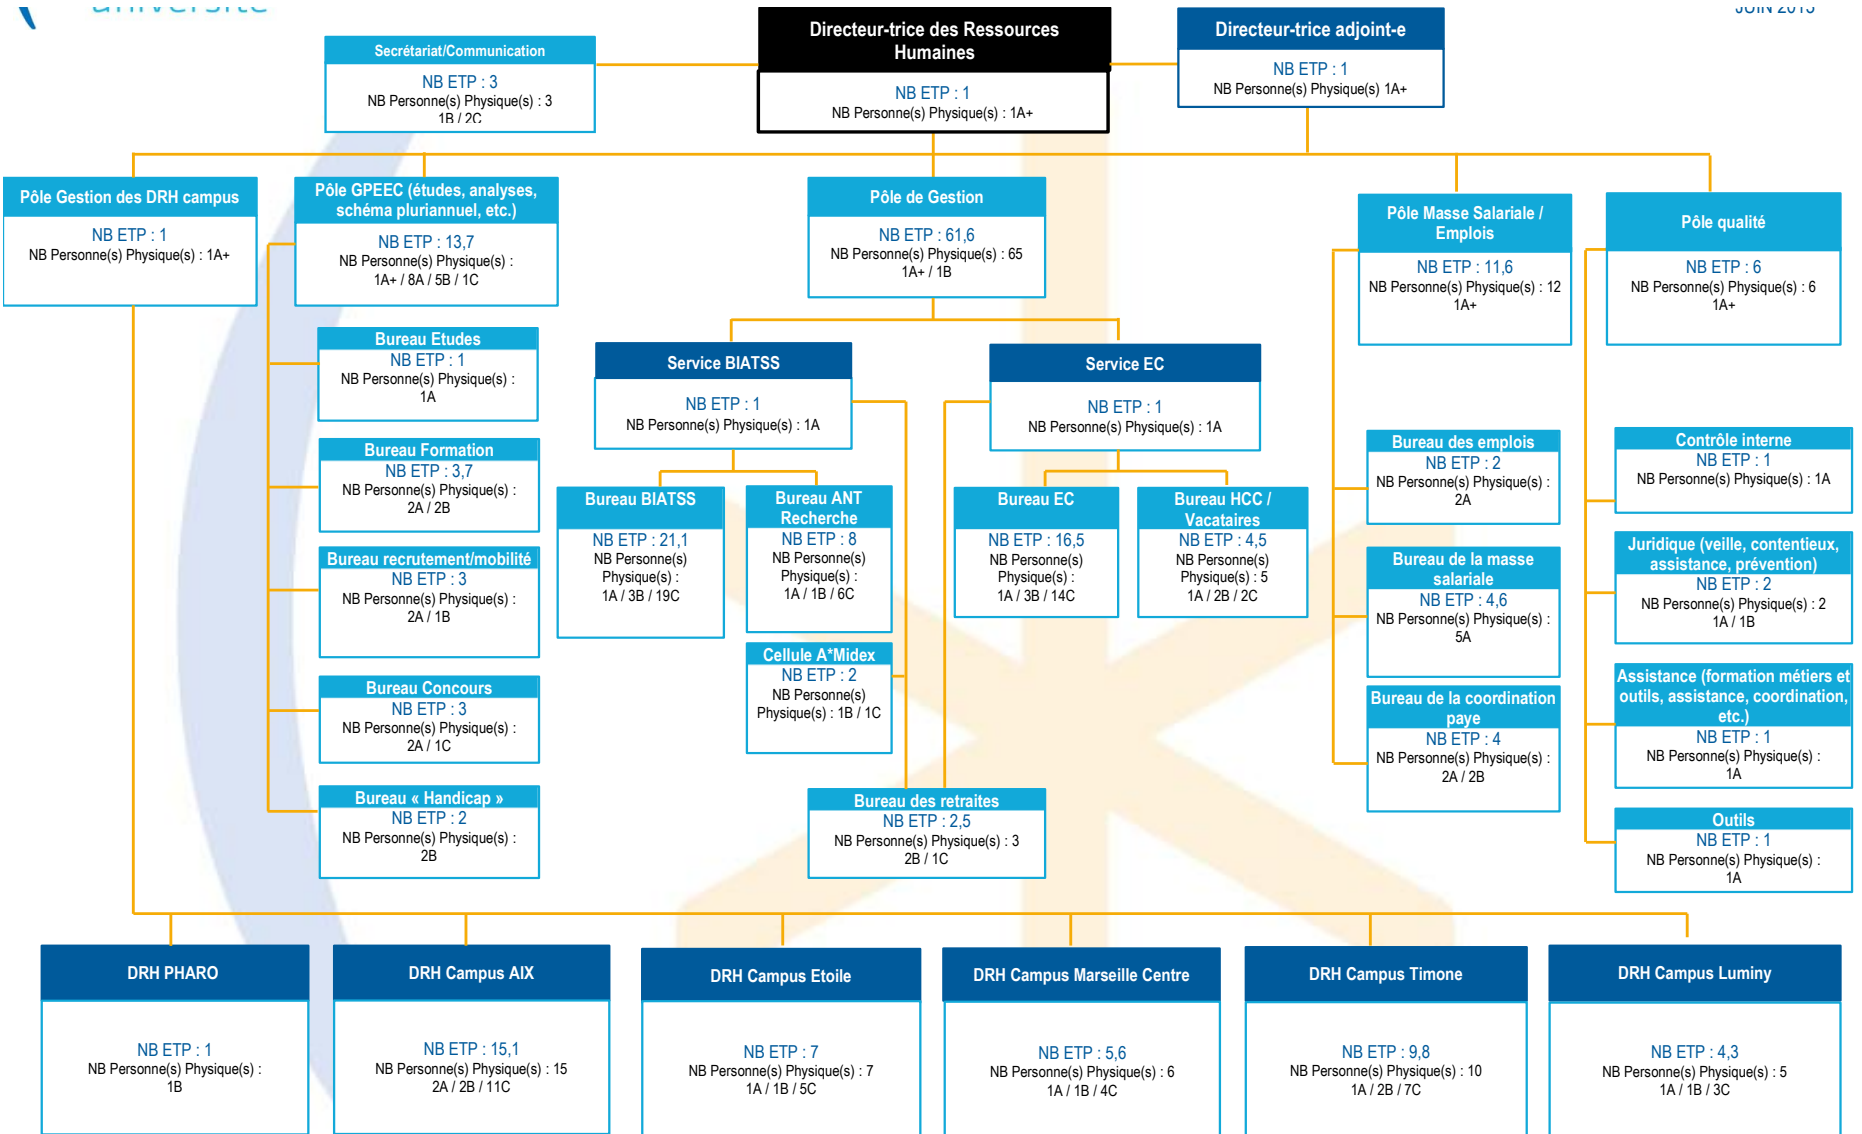 université
JUIN 2015
Directeur-trice des Ressources
Humaines
NB ETP : 1
NB Personne(s) Physique(s) : 1A+
Directeur-trice adjoint-e
NB ETP : 1
NB Personne(s) Physique(s) 1A+
Secrétariat/Communication
NB ETP : 3
NB Personne(s) Physique(s) : 3
1B / 2C
Pôle Gestion des DRH campus
NB ETP : 1
NB Personne(s) Physique(s) : 1A+
Pôle GPEEC (études, analyses,
schéma pluriannuel, etc.)
NB ETP : 13,7
NB Personne(s) Physique(s) :
1A+ / 8A / 5B / 1C
Pôle de Gestion
NB ETP : 61,6
NB Personne(s) Physique(s) : 65
1A+ / 1B
Pôle Masse Salariale /
Emplois
NB ETP : 11,6
NB Personne(s) Physique(s) : 12
1A+
Pôle qualité
NB ETP : 6
NB Personne(s) Physique(s) : 6
1A+
Bureau Etudes
NB ETP : 1
NB Personne(s) Physique(s) :
1A
Bureau Formation
NB ETP : 3,7
NB Personne(s) Physique(s) :
2A / 2B
Bureau recrutement/mobilité
NB ETP : 3
NB Personne(s) Physique(s) :
2A / 1B
Bureau Concours
NB ETP : 3
NB Personne(s) Physique(s) :
2A / 1C
Bureau « Handicap »
NB ETP : 2
NB Personne(s) Physique(s) :
2B
Service BIATSS
NB ETP : 1
NB Personne(s) Physique(s) : 1A
Service EC
NB ETP : 1
NB Personne(s) Physique(s) : 1A
Bureau BIATSS
NB ETP : 21,1
NB Personne(s)
Physique(s) :
1A / 3B / 19C
Bureau ANT
Recherche
NB ETP : 8
NB Personne(s)
Physique(s) :
1A / 1B / 6C
Cellule A*Midex
NB ETP : 2
NB Personne(s)
Physique(s) : 1B / 1C
Bureau EC
NB ETP : 16,5
NB Personne(s)
Physique(s) :
1A / 3B / 14C
Bureau HCC /
Vacataires
NB ETP : 4,5
NB Personne(s)
Physique(s) : 5
1A / 2B / 2C
Bureau des retraites
NB ETP : 2,5
NB Personne(s) Physique(s) : 3
2B / 1C
Bureau des emplois
NB ETP : 2
NB Personne(s) Physique(s) :
2A
Bureau de la masse
salariale
NB ETP : 4,6
NB Personne(s) Physique(s) :
5A
Bureau de la coordination
paye
NB ETP : 4
NB Personne(s) Physique(s) :
2A / 2B
Contrôle interne
NB ETP : 1
NB Personne(s) Physique(s) : 1A
Juridique (veille, contentieux,
assistance, prévention)
NB ETP : 2
NB Personne(s) Physique(s) : 2
1A / 1B
Assistance (formation métiers et
outils, assistance, coordination,
etc.)
NB ETP : 1
NB Personne(s) Physique(s) :
1A
Outils
NB ETP : 1
NB Personne(s) Physique(s) :
1A
DRH PHARO
NB ETP : 1
NB Personne(s) Physique(s) :
1B
DRH Campus AIX
NB ETP : 15,1
NB Personne(s) Physique(s) : 15
2A / 2B / 11C
DRH Campus Etoile
NB ETP : 7
NB Personne(s) Physique(s) : 7
1A / 1B / 5C
DRH Campus Marseille Centre
NB ETP : 5,6
NB Personne(s) Physique(s) : 6
1A / 1B / 4C
DRH Campus Timone
NB ETP : 9,8
NB Personne(s) Physique(s) : 10
1A / 2B / 7C
DRH Campus Luminy
NB ETP : 4,3
NB Personne(s) Physique(s) : 5
1A / 1B / 3C